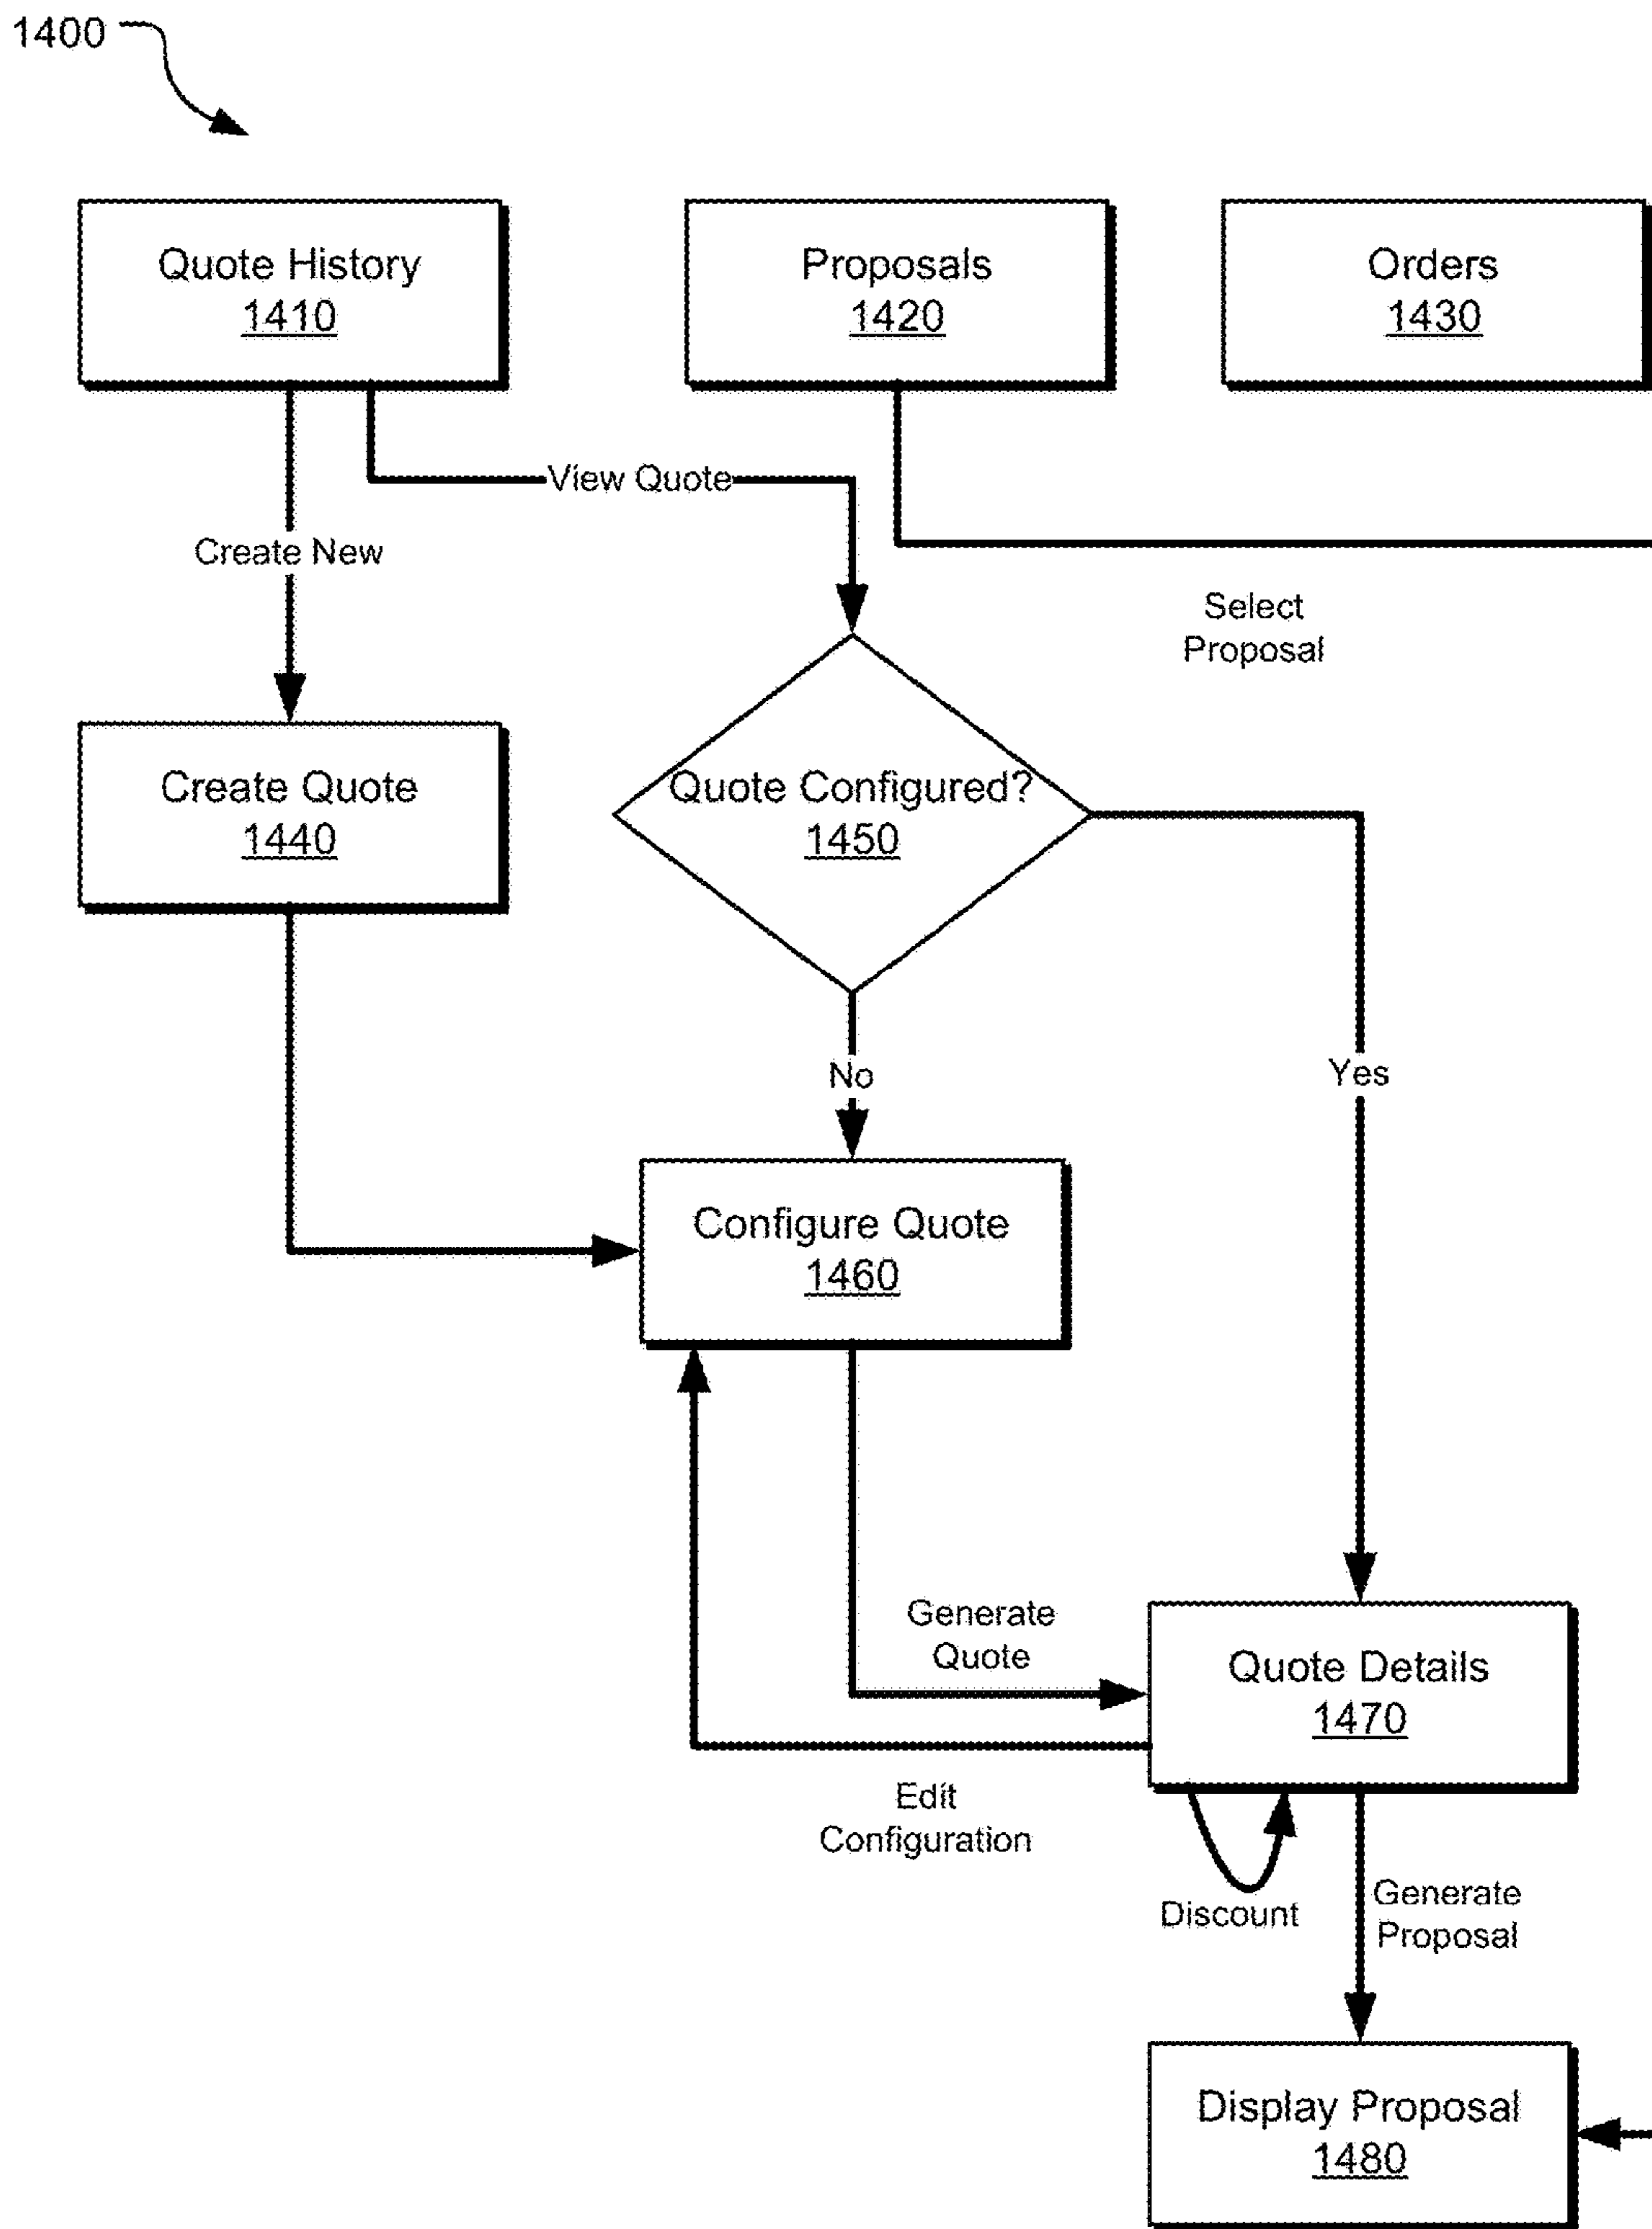 1400
Quote History
1410
Proposals
1420
Orders
1430
View Quote
Create New
Select
Proposal
Create Quote
1440
Quote Configured?
1450
No
Yes
Configure Quote
1460
Generate
Quote
Quote Details
1470
Edit
Configuration
Discount
Generate
Proposal
Display Proposal
1480